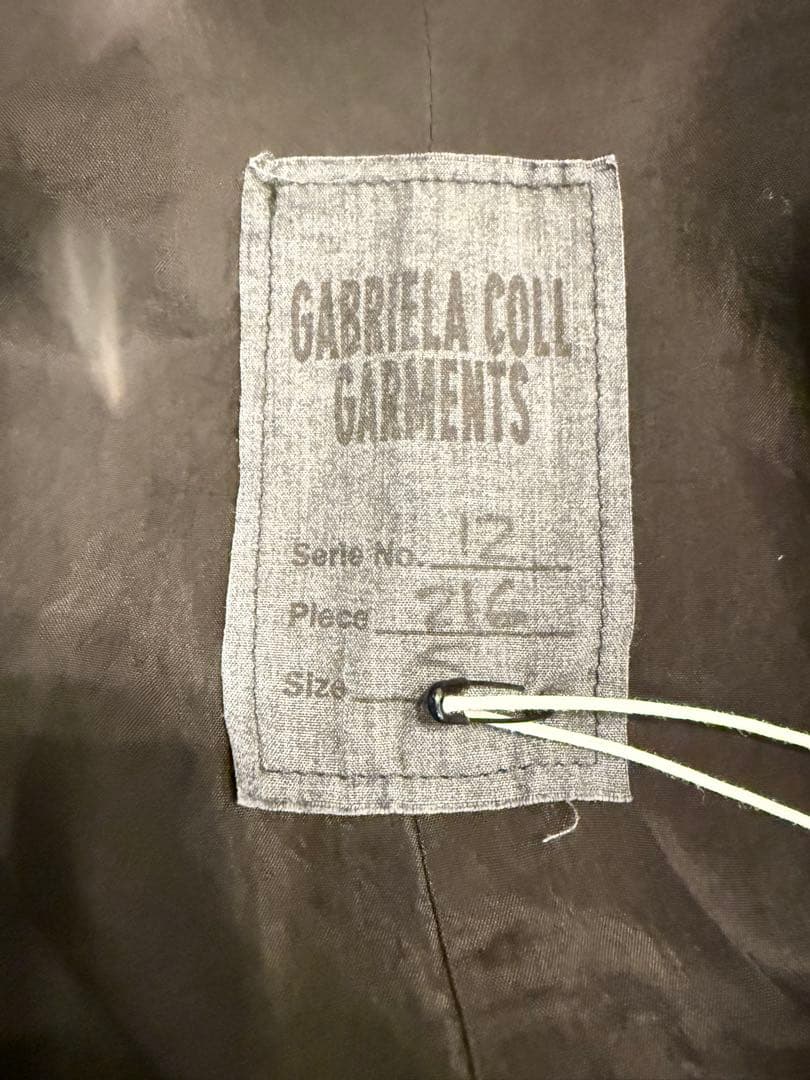 GABRIELA COLL
GARMENTS
Serie No. 12
Piece 216
Size S